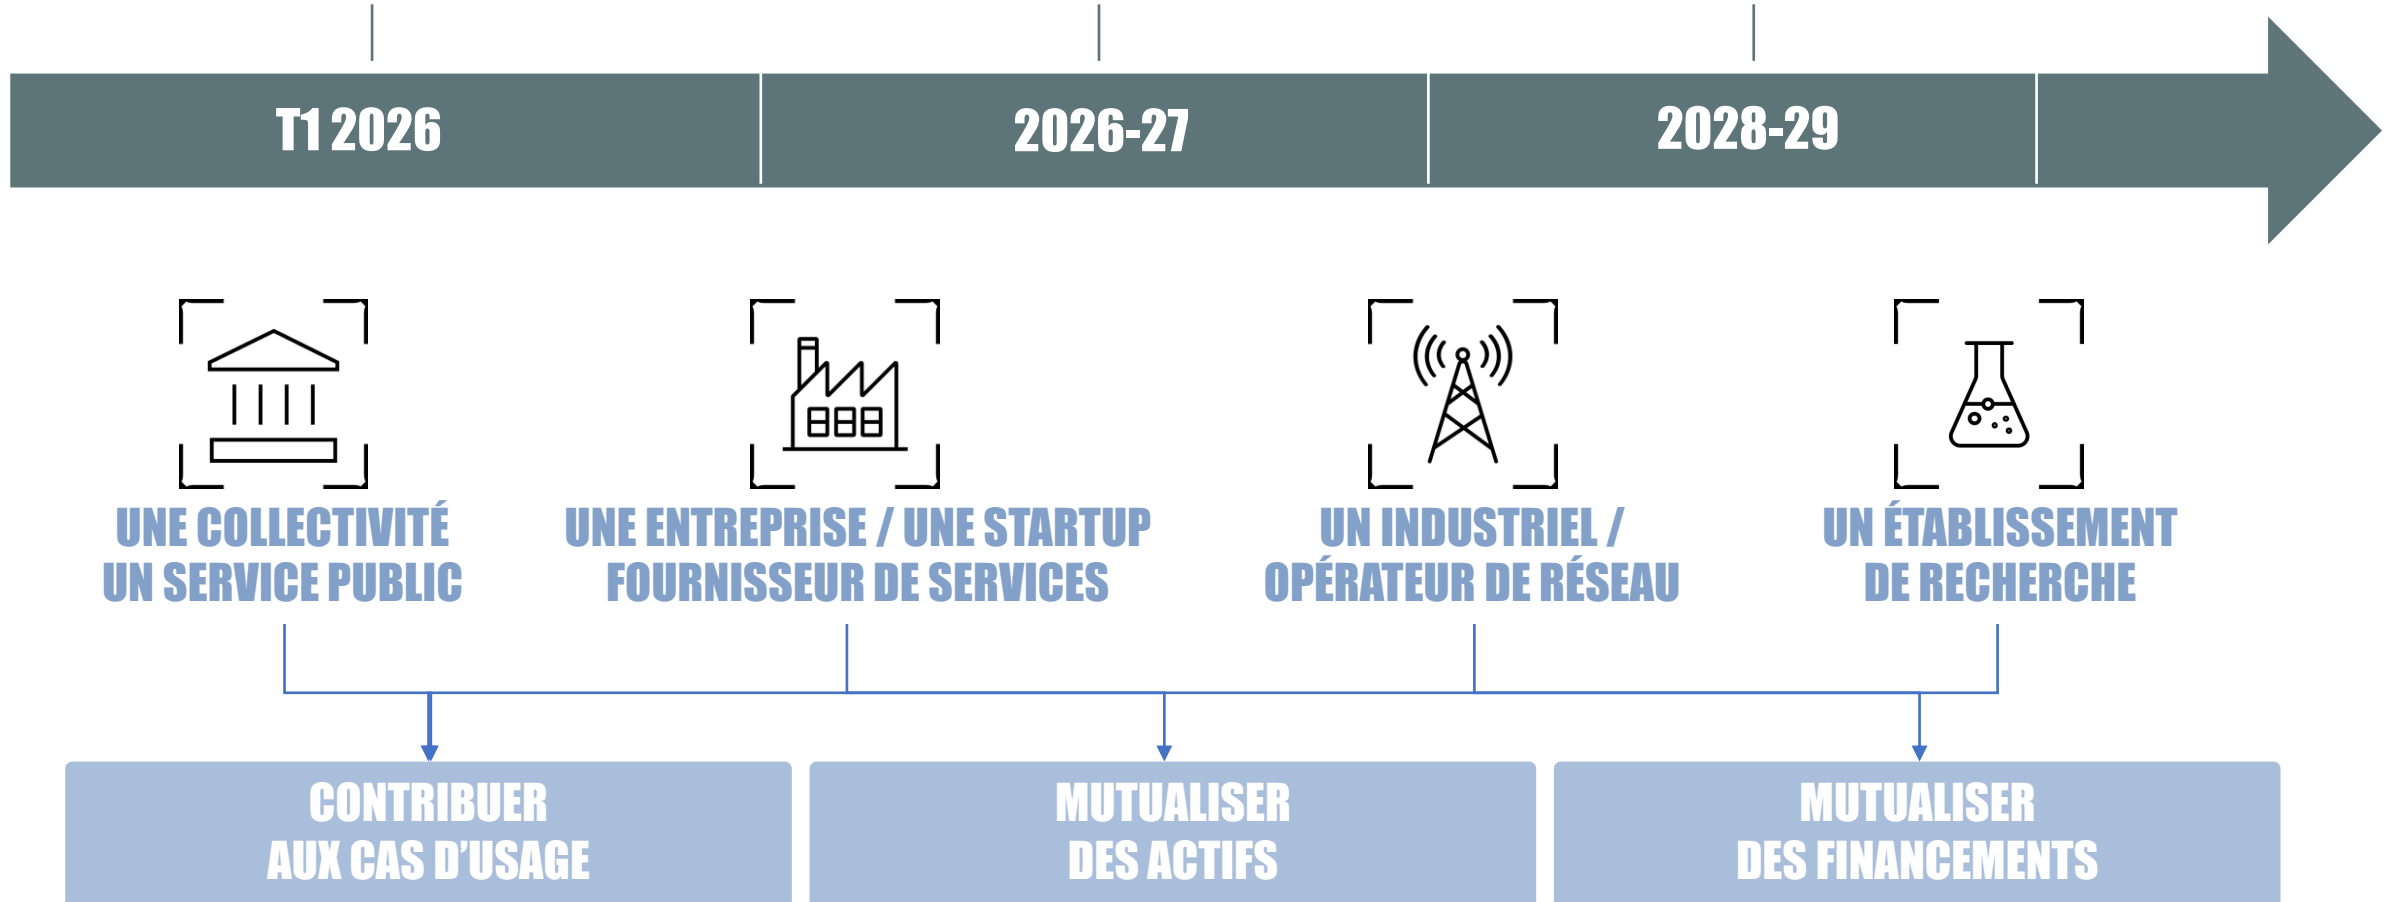 T1 2026
2026-27
2028-29
UNE COLLECTIVITÉ
UN SERVICE PUBLIC
UNE ENTREPRISE / UNE STARTUP
FOURNISSEUR DE SERVICES
UN INDUSTRIEL /
OPÉRATEUR DE RÉSEAU
UN ÉTABLISSEMENT
DE RECHERCHE
CONTRIBUER
AUX CAS D’USAGE
MUTUALISER
DES ACTIFS
MUTUALISER
DES FINANCEMENTS